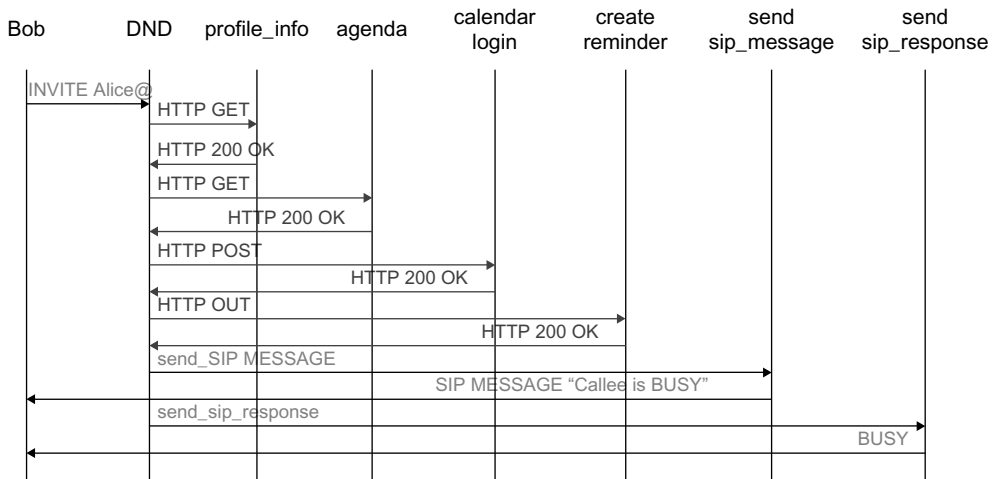 Bob
DND
profile_info
agenda
calendar
login
create
reminder
send
sip_message
send
sip_response
INVITE Alice@
HTTP GET
HTTP 200 OK
HTTP GET
HTTP 200 OK
HTTP POST
HTTP 200 OK
HTTP OUT
HTTP 200 OK
send_SIP MESSAGE
SIP MESSAGE “Callee is BUSY”
send_sip_response
BUSY